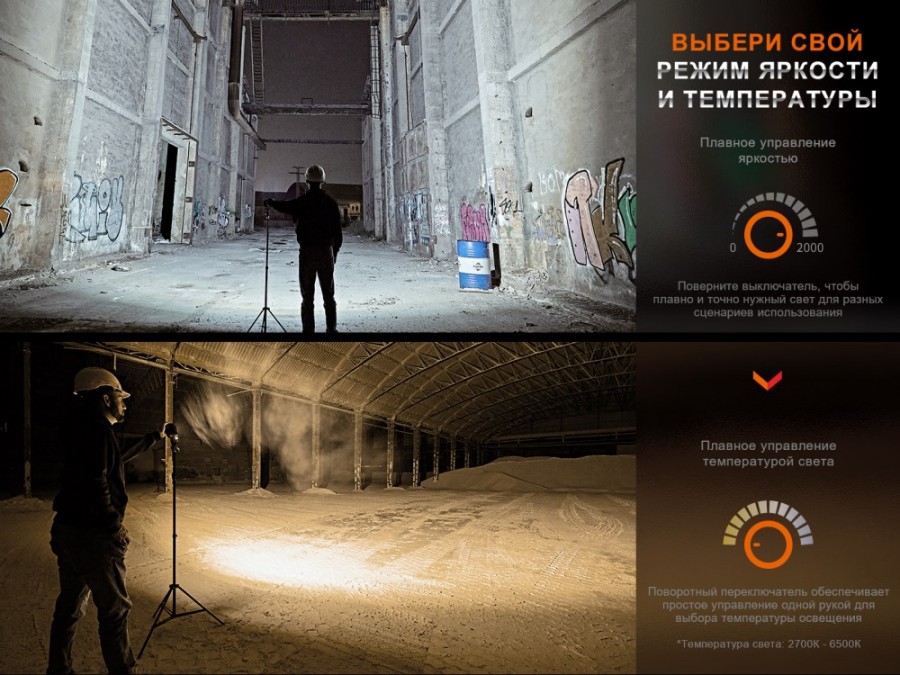 ВЫБЕРИ СВОЙ
РЕЖИМ ЯРКОСТИ
И ТЕМПЕРАТУРЫ
Плавное управление
яркостью
0 2000
Поверните выключатель, чтобы
плавно и точно нужный свет для разных
сценариев использования
Плавное управление
температурой света
Поворотный переключатель обеспечивает
простое управление одной рукой для
выбора температуры освещения
*Температура света: 2700К - 6500К